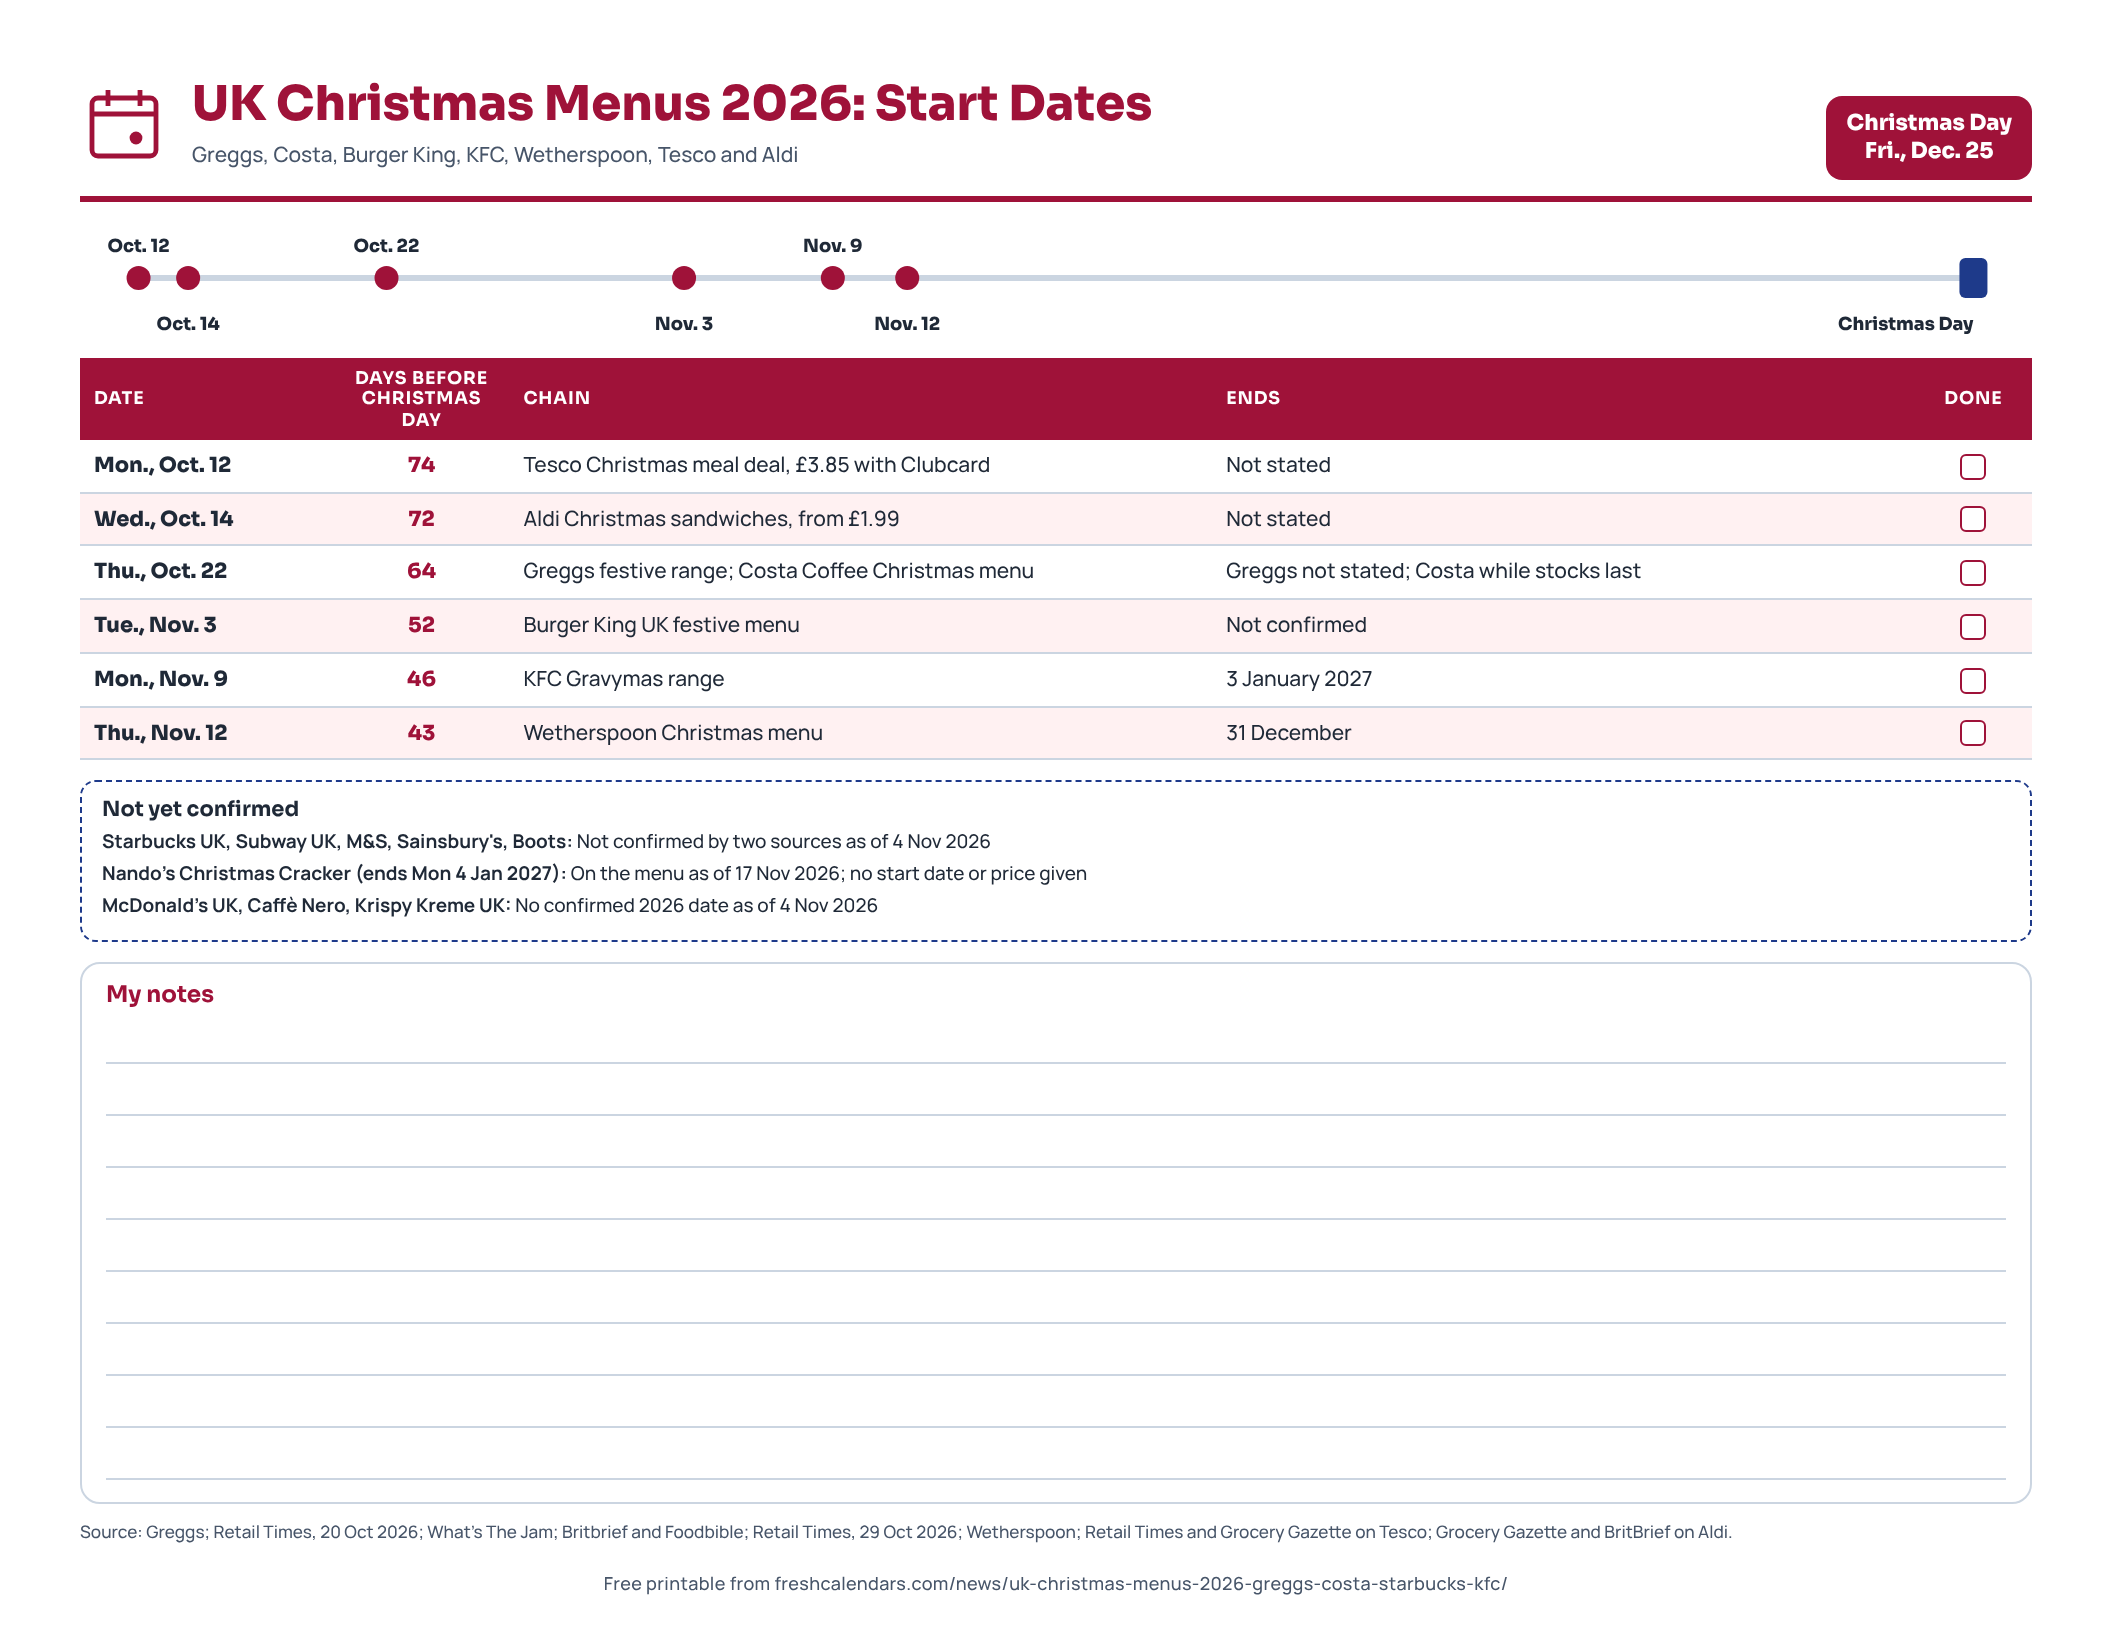 UK Christmas Menus 2026: Start Dates
Greggs, Costa, Burger King, KFC, Wetherspoon, Tesco and Aldi
Christmas Day
Fri., Dec. 25
Oct. 12
Oct. 22
Nov. 9
Oct. 14
Nov. 3
Nov. 12
Christmas Day
DATE
DAYS BEFORE
CHRISTMAS
DAY
CHAIN
ENDS
DONE
Mon., Oct. 12 74 Tesco Christmas meal deal, £3.85 with Clubcard Not stated
Wed., Oct. 14 72 Aldi Christmas sandwiches, from £1.99 Not stated
Thu., Oct. 22 64 Greggs festive range; Costa Coffee Christmas menu Greggs not stated; Costa while stocks last
Tue., Nov. 3 52 Burger King UK festive menu Not confirmed
Mon., Nov. 9 46 KFC Gravymas range 3 January 2027
Thu., Nov. 12 43 Wetherspoon Christmas menu 31 December
Not yet confirmed
Starbucks UK, Subway UK, M&S, Sainsbury's, Boots: Not confirmed by two sources as of 4 Nov 2026
Nando's Christmas Cracker (ends Mon 4 Jan 2027): On the menu as of 17 Nov 2026; no start date or price given
McDonald's UK, Caffè Nero, Krispy Kreme UK: No confirmed 2026 date as of 4 Nov 2026
My notes
Source: Greggs; Retail Times, 20 Oct 2026; What's The Jam; Britbrief and Foodbible; Retail Times, 29 Oct 2026; Wetherspoon; Retail Times and Grocery Gazette on Tesco; Grocery Gazette and BritBrief on Aldi.
Free printable from freshcalendars.com/news/uk-christmas-menus-2026-greggs-costa-starbucks-kfc/